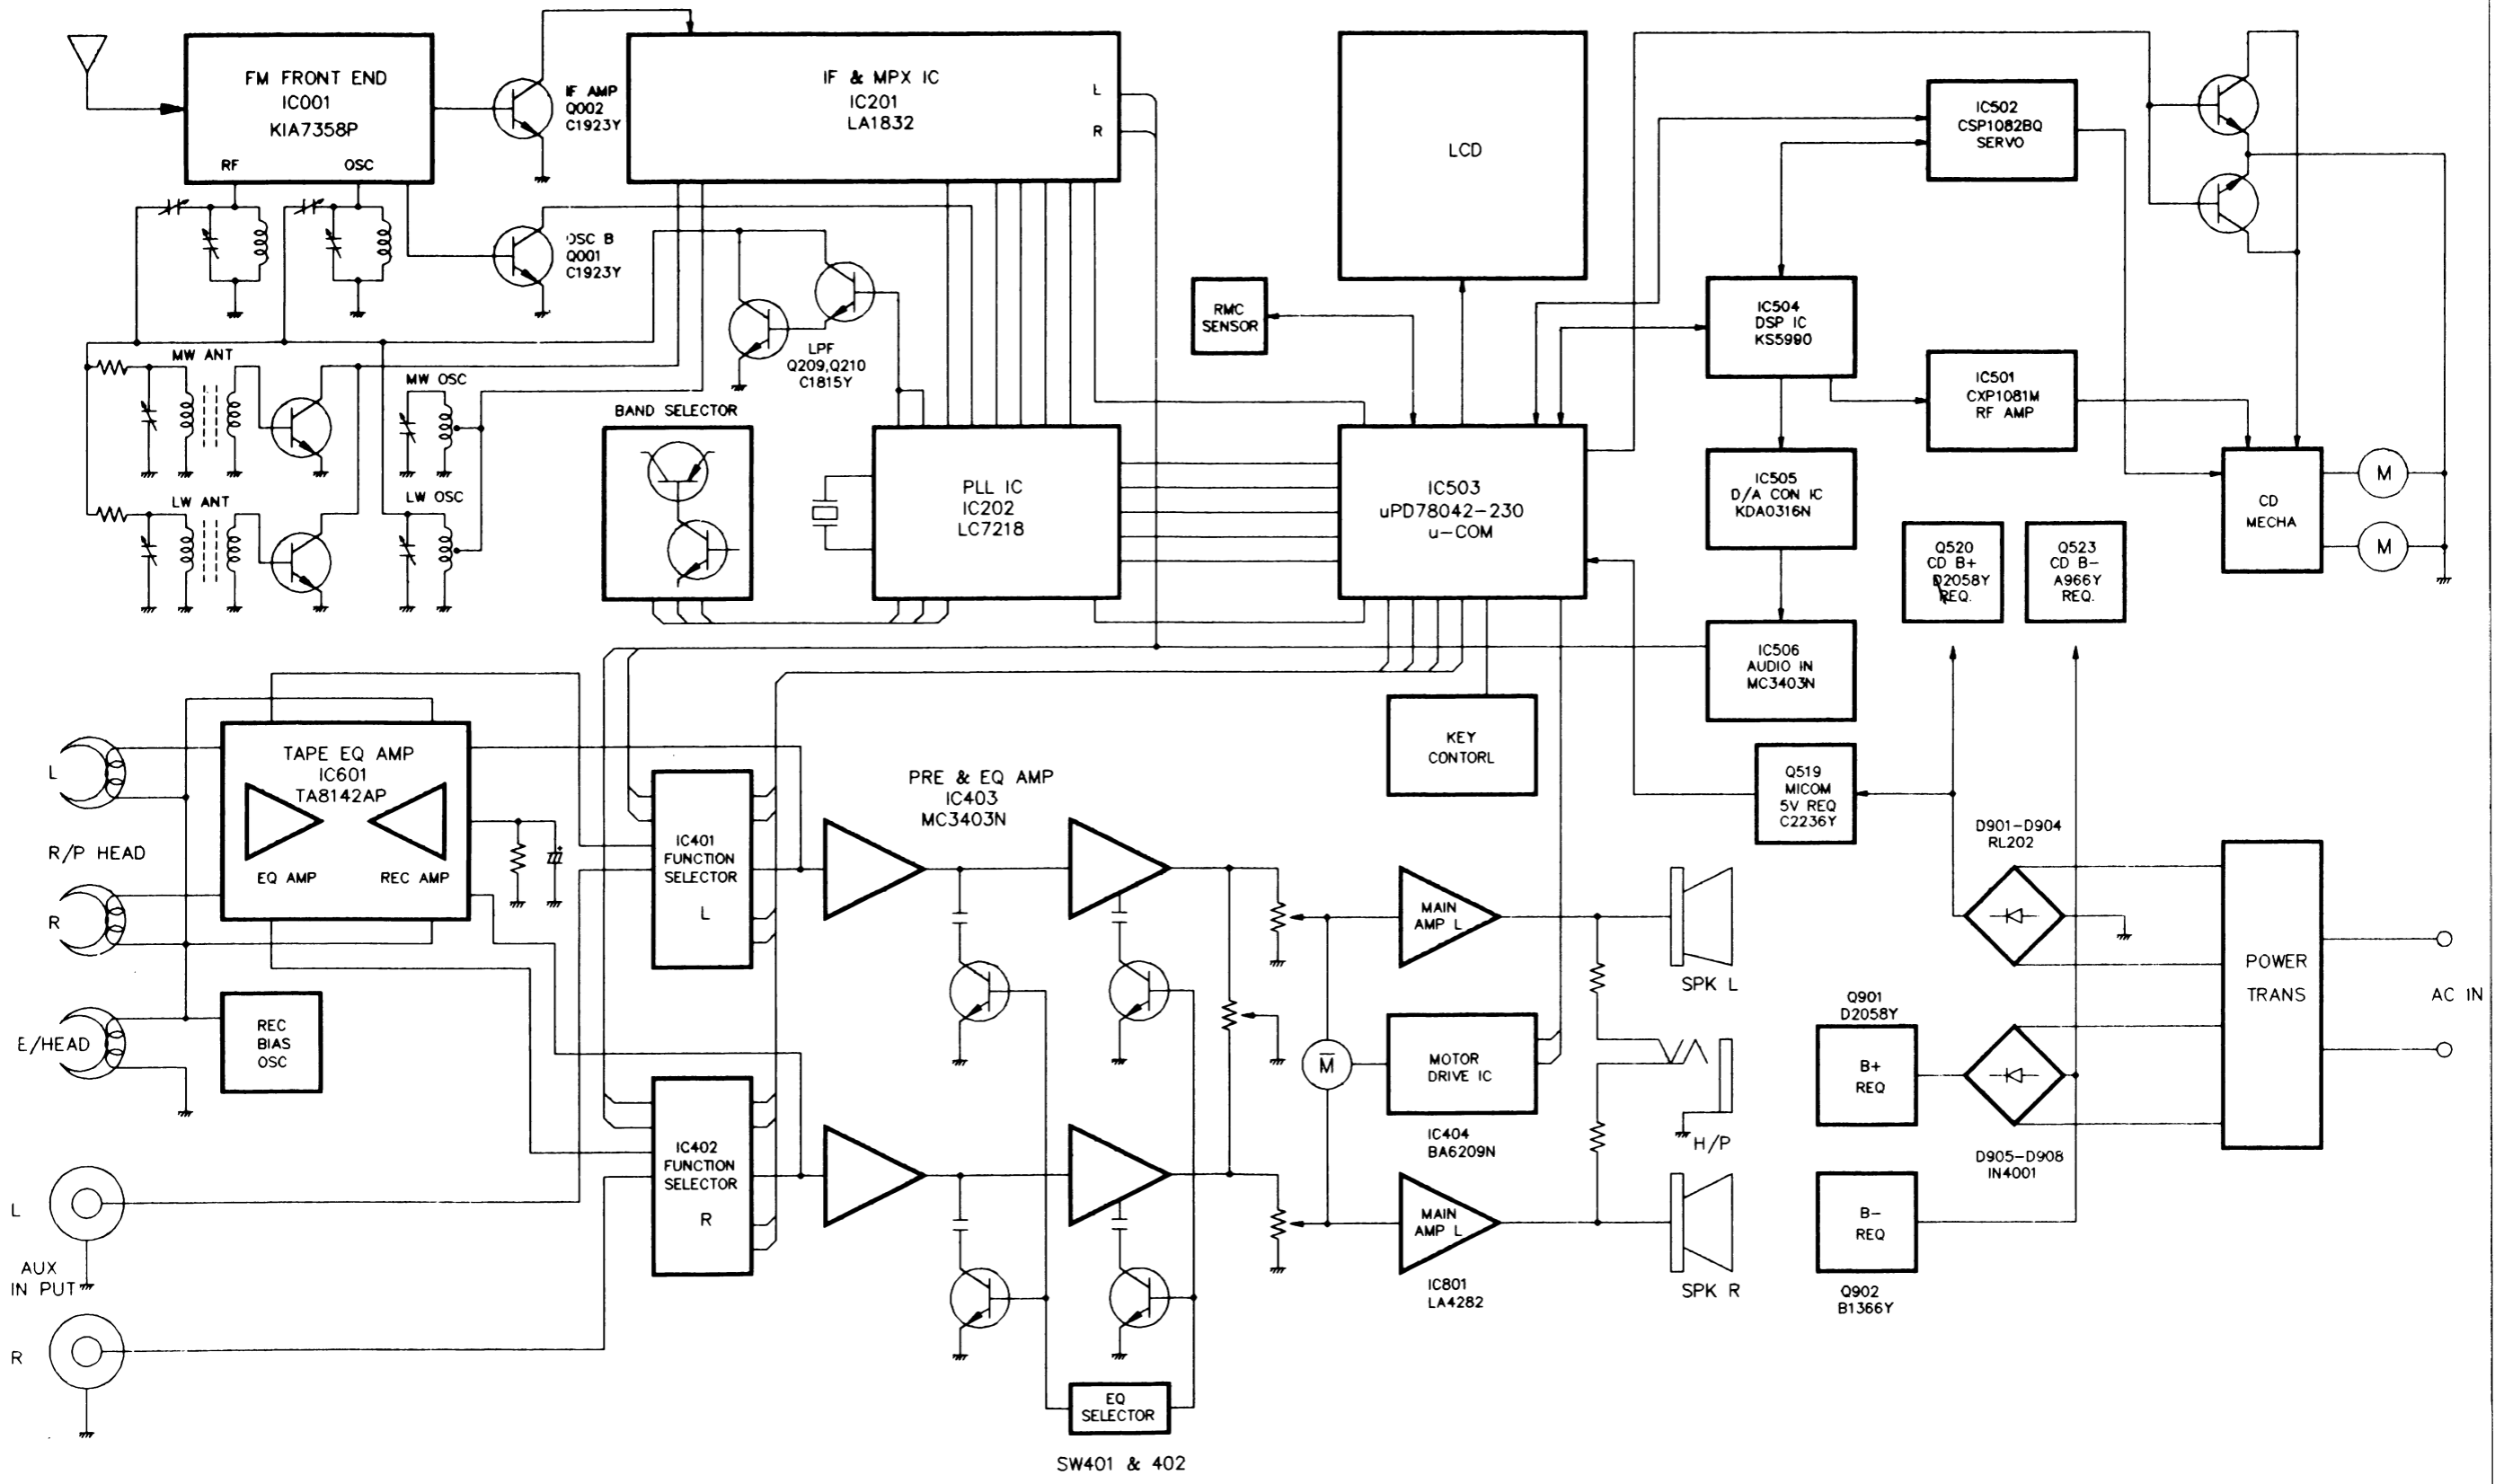 FM FRONT END
IC001
KIA7358P
RF
OSC
IF AMP
Q002
C1923Y
IF & MPX IC
IC201
LA1832
L
R
OSC B
Q001
C1923Y
LPF
Q209,Q210
C1815Y
MW ANT
MW OSC
LW ANT
LW OSC
BAND SELECTOR
PLL IC
IC202
LC7218
LCD
RMC
SENSOR
IC503
uPD78042-230
u-COM
IC502
CSP1082BQ
SERVO
IC504
DSP IC
KS5990
IC501
CXP1081M
RF AMP
IC505
D/A CON IC
KDA0316N
IC506
AUDIO IN
MC3403N
CD
MECHA
M
M
Q520
CD B+
D2058Y
REQ.
Q523
CD B-
A966Y
REQ.
KEY
CONTORL
Q519
MICOM
5V REQ
C2236Y
TAPE EQ AMP
IC601
TA8142AP
EQ AMP
REC AMP
L
R/P HEAD
R
E/HEAD
REC
BIAS
OSC
L
AUX
IN PUT
R
IC401
FUNCTION
SELECTOR
L
IC402
FUNCTION
SELECTOR
R
PRE & EQ AMP
IC403
MC3403N
EQ
SELECTOR
SW401 & 402
MAIN
AMP L
M
MOTOR
DRIVE IC
IC404
BA6209N
MAIN
AMP L
IC801
LA4282
SPK L
H/P
SPK R
D901-D904
RL202
Q901
D2058Y
B+
REQ
D905-D908
IN4001
B-
REQ
Q902
B1366Y
POWER
TRANS
AC IN